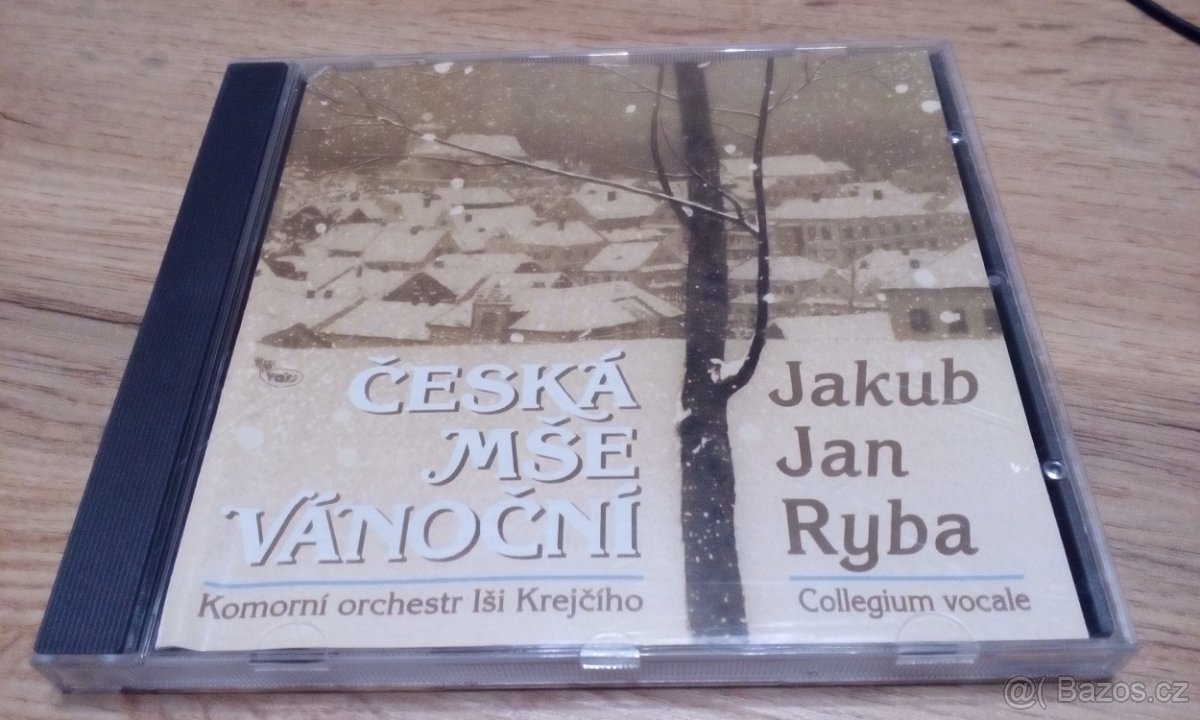 ČESKÁ
MŠE
VÁNOČNÍ
Komorní orchestr Iši Krejčího
Jakub
Jan
Ryba
Collegium vocale
@( Bazos.cz